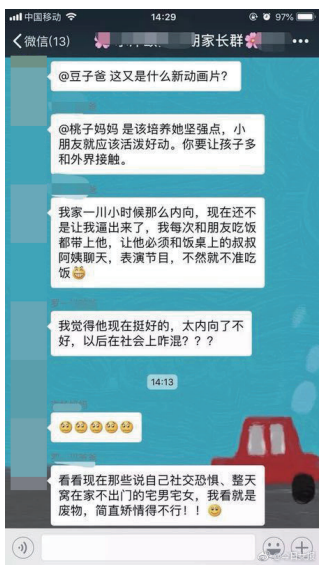 中国移动
14:29
97%
微信(13)
朋家长群
@豆子爸 这又是什么新动画片?
@桃子妈妈 是该培养她坚强点，小
朋友就应该活泼好动。你要让孩子多
和外界接触。
我家一川小时候那么内向，现在还不
是让我逼出来了，我每次和朋友吃饭
都带上他，让他必须和饭桌上的叔叔
阿姨聊天，表演节目，不然就不准吃
饭
我觉得他现在挺好的，太内向了不
好，以后在社会上咋混? ? ?
14:13
看看现在那些说自己社交恐惧、整天
窝在家不出门的宅男宅女，我看就是
废物，简直矫情得不行! !